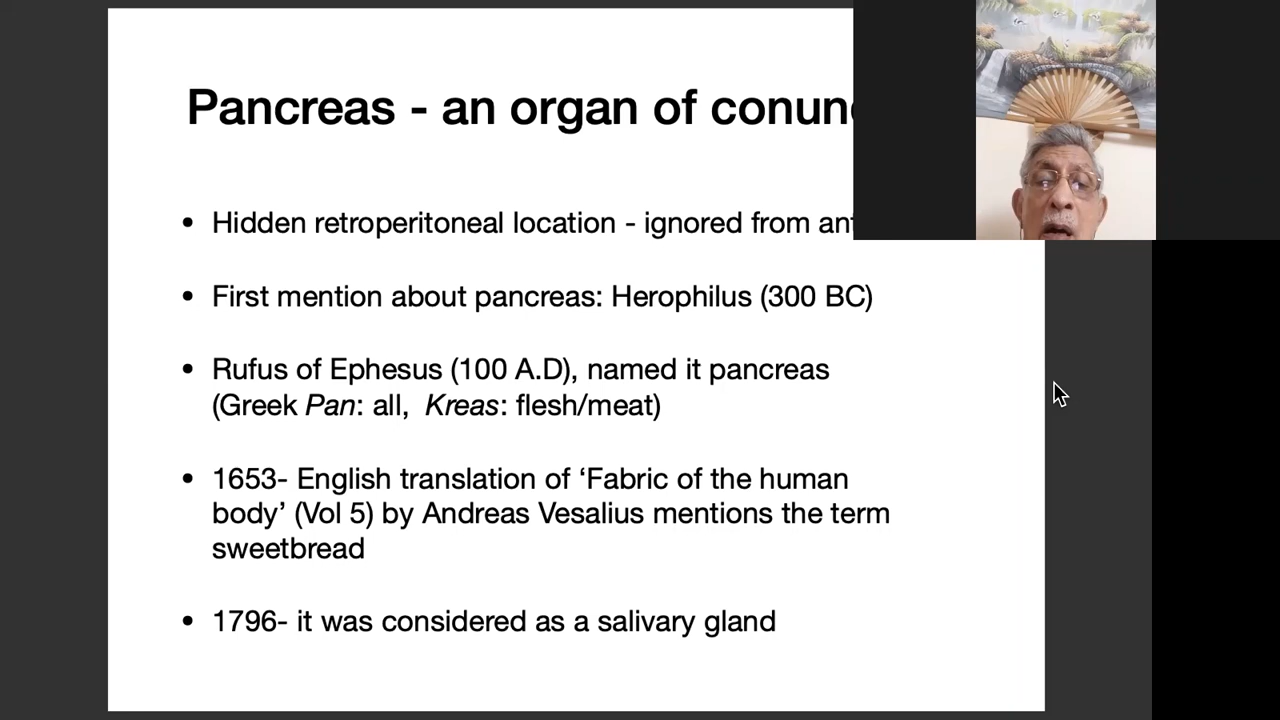 Pancreas - an organ of
• Hidden retroperitoneal location - ignored from
• First mention about pancreas: Herophilus (300 BC)
• Rufus of Ephesus (100 A.D), named it pancreas
(Greek Pan: all, Kreas: flesh/meat)
• 1653- English translation of ‘Fabric of the human
body’ (Vol 5) by Andreas Vesalius mentions the term
sweetbread
• 1796- it was considered as a salivary gland